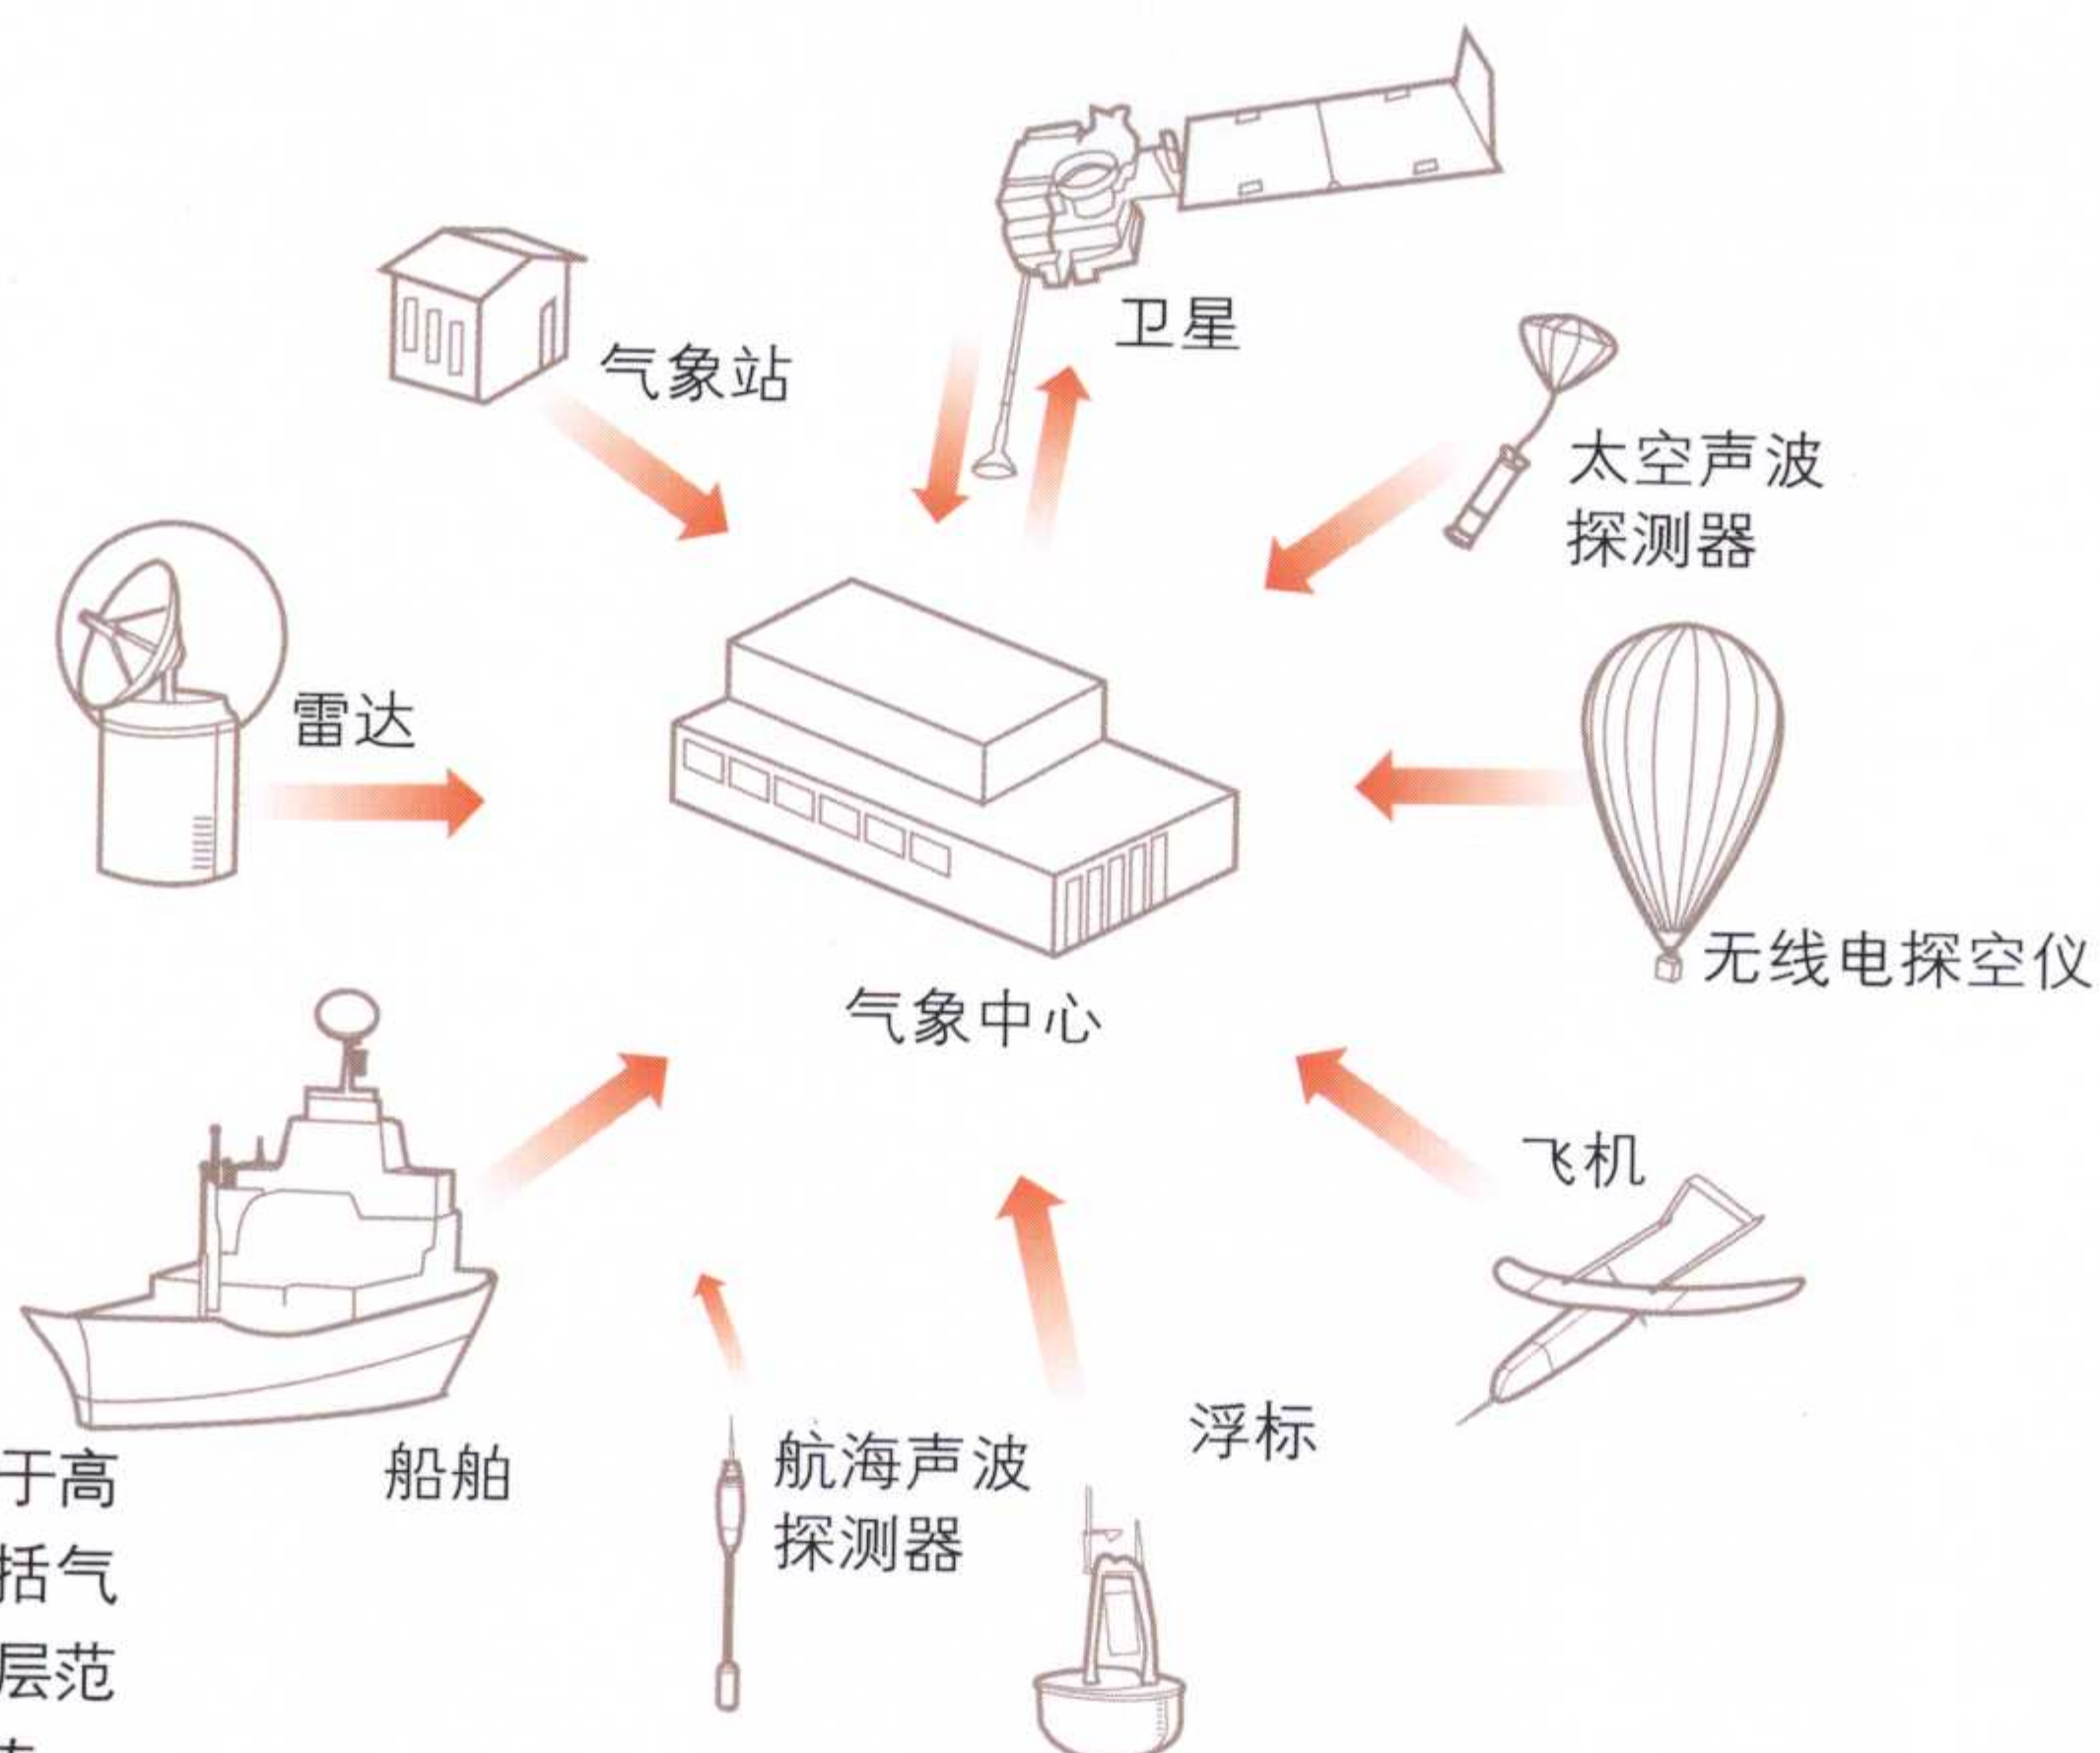 卫星
气象站
太空声波
探测器
雷达
无线电探空仪
气象中心
飞机
浮标
船舶
航海声波
探测器
于高
括气
层范